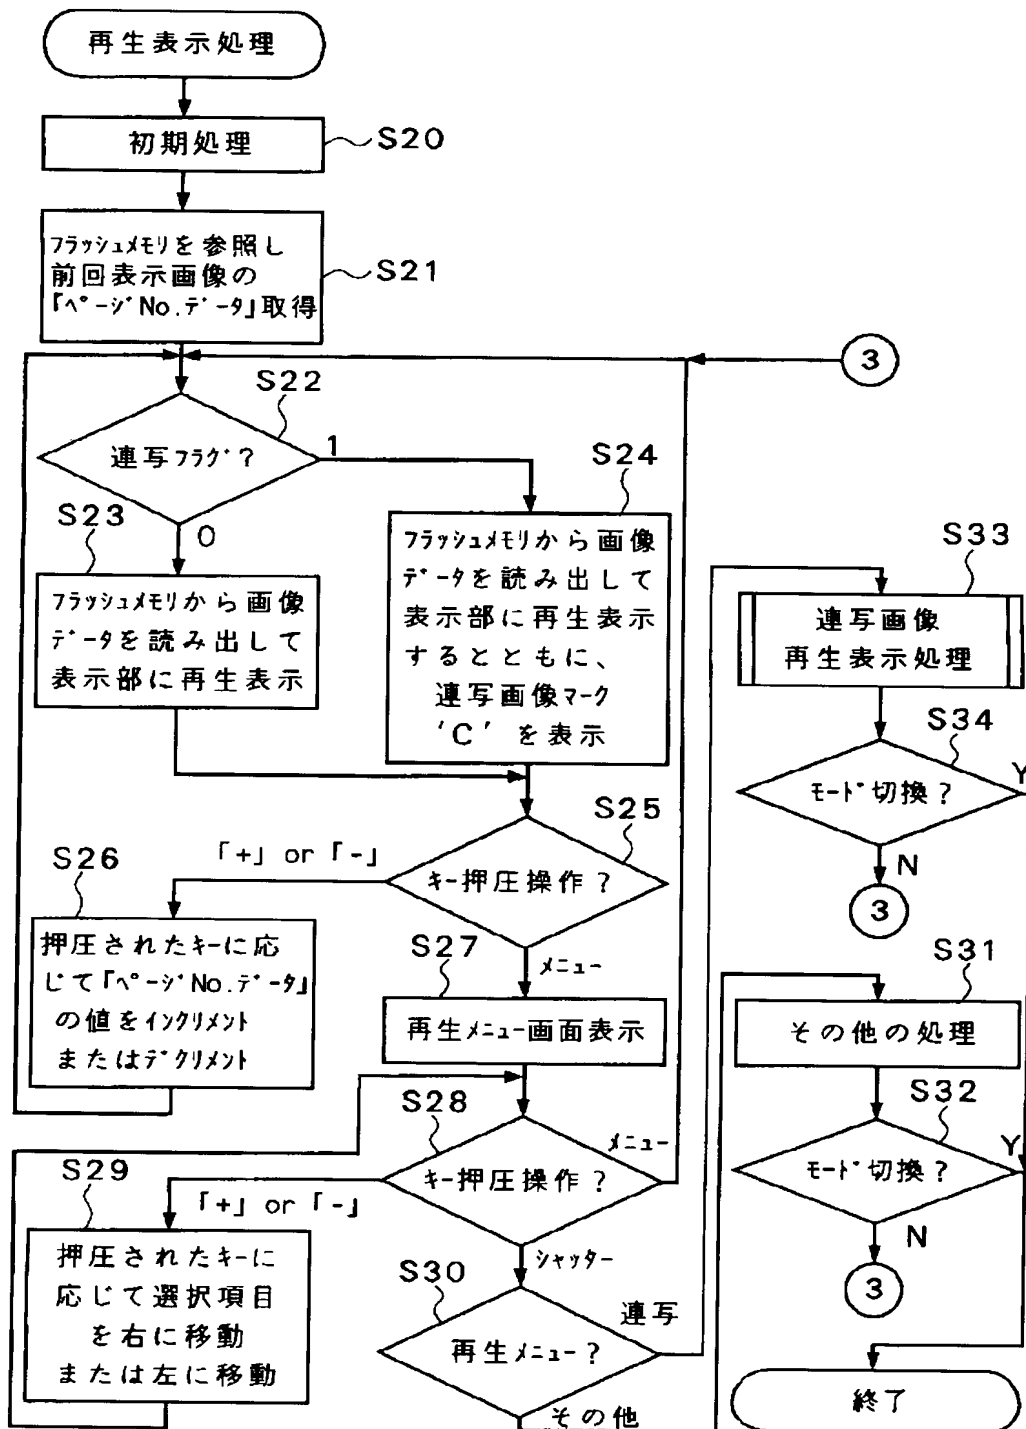 再生表示処理
初期処理
S20
フラッシュメモリを参照し
前回表示画像の
「ページNo.データ」取得
S21
3
S22
連写フラグ?
1
0
S23
フラッシュメモリから画像
データを読み出して
表示部に再生表示
S24
フラッシュメモリから画像
データを読み出して
表示部に再生表示
するとともに、
連写画像マーク
'C' を表示
S25
キー押圧操作?
「+」or「-」
メニュー
S26
押圧されたキーに応
じて「ページNo.データ」
の値をインクリメント
またはデクリメント
S27
再生メニュー画面表示
S28
キー押圧操作?
メニュー
「+」or「-」
シャッター
S29
押圧されたキーに
応じて選択項目
を右に移動
または左に移動
S30
再生メニュー?
連写
その他
S33
連写画像
再生表示処理
S34
モード切換?
Y
N
3
S31
その他の処理
S32
モード切換?
Y
N
3
終了